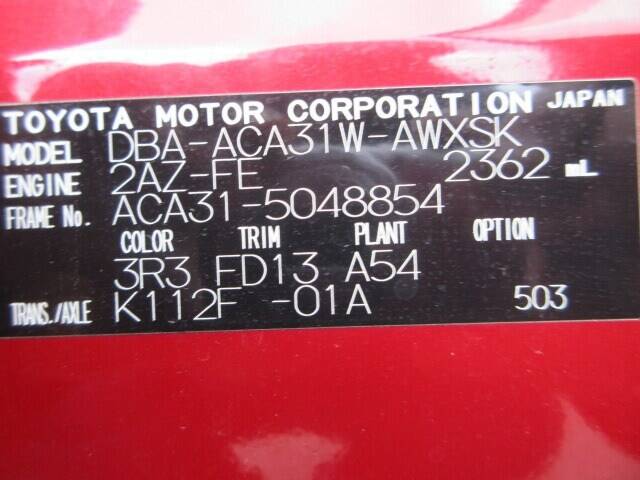 TOYOTA MOTOR CORPORATION JAPAN
MODEL DBA-ACA31W-AWXSK
ENGINE 2AZ-FE 2362 mL
FRAME No. ACA31-5048854
COLOR TRIM PLANT OPTION
3R3 FD13 A54
TRANS./AXLE K112F -01A 503